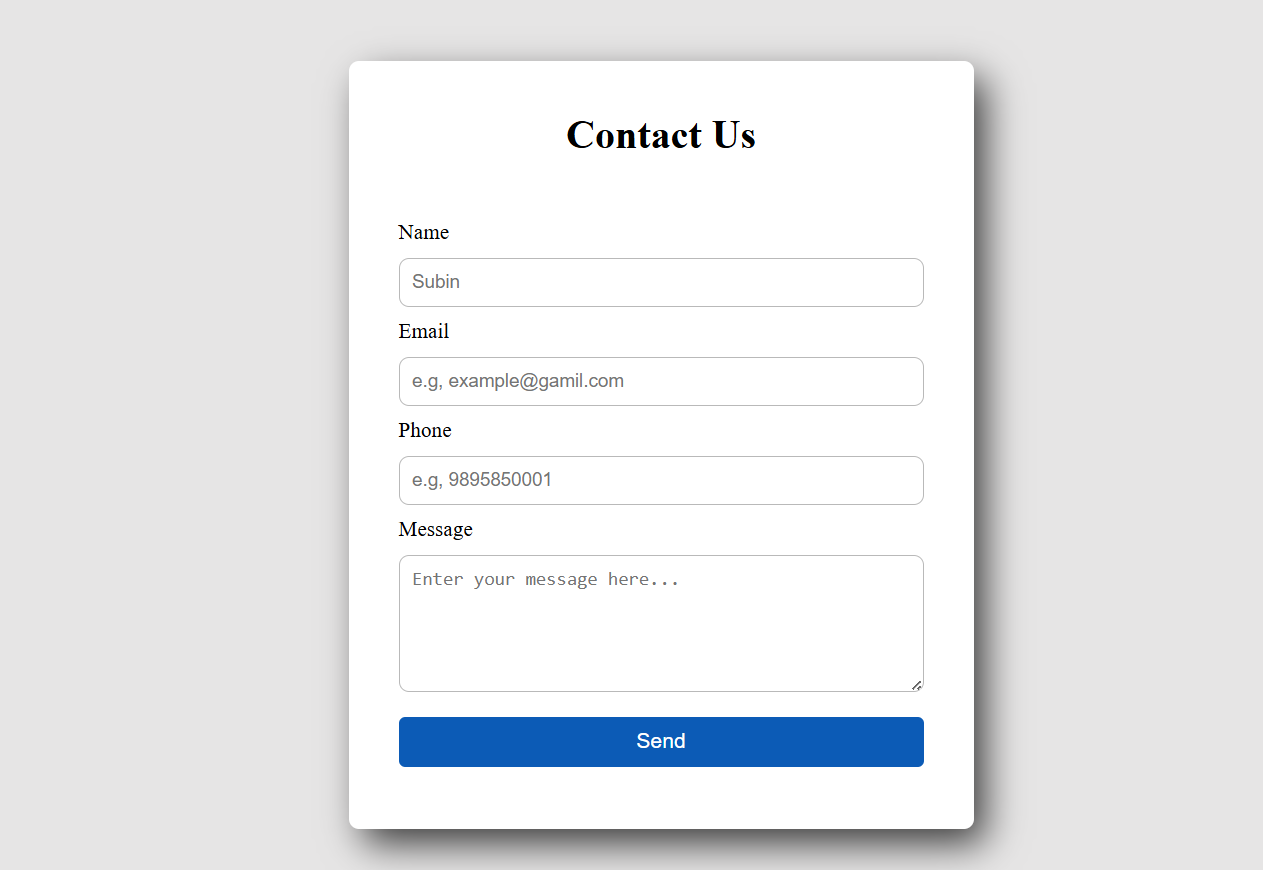 Contact Us
Name
Subin
Email
e.g, example@gamil.com
Phone
e.g, 9895850001
Message
Enter your message here...
Send